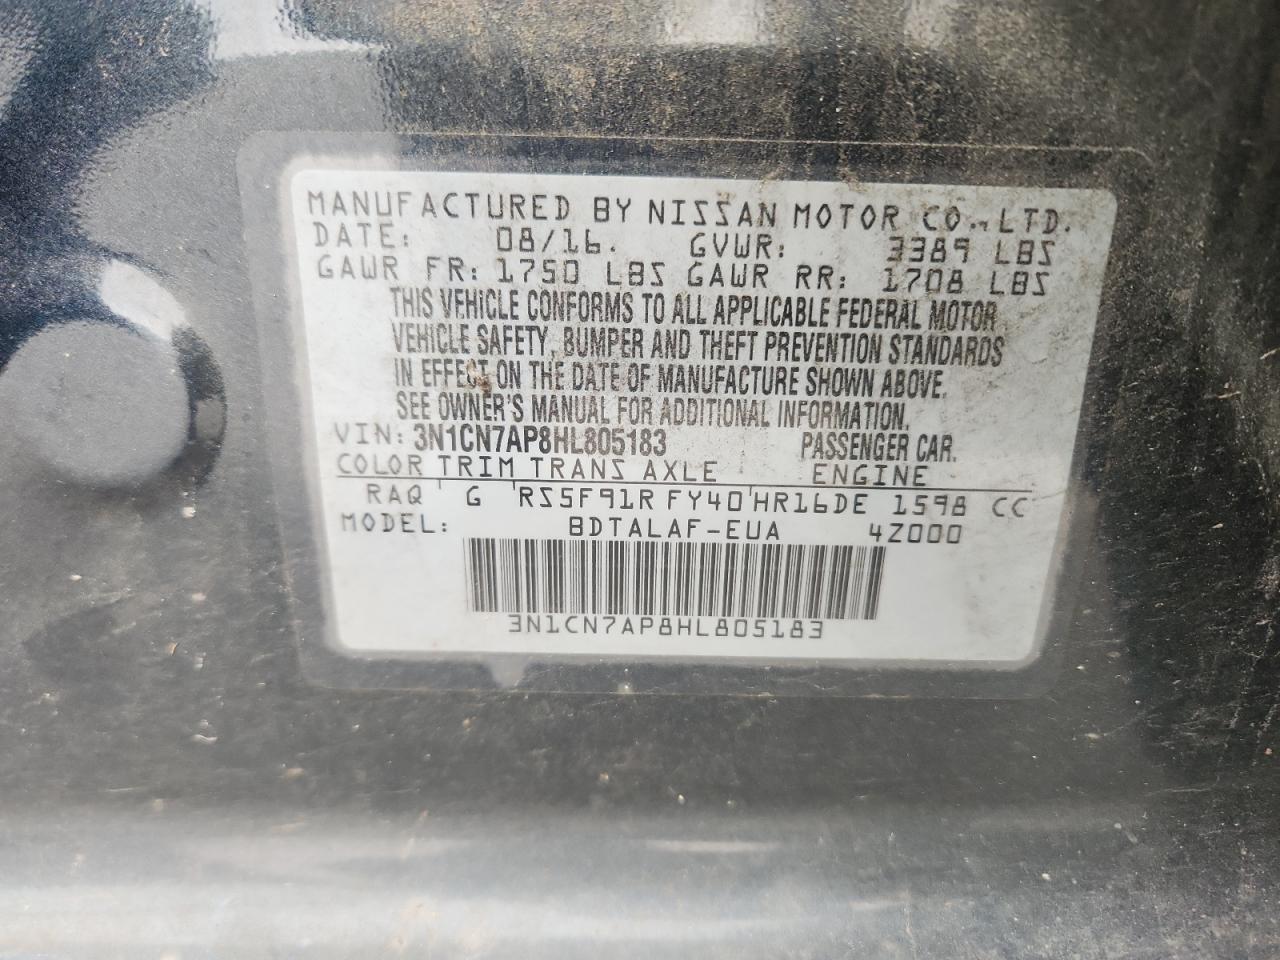 MANUFACTURED BY NISSAN MOTOR CO., LTD.
DATE: 08/16. GVWR: 3389 LBS
GAWR FR: 1750 LBS GAWR RR: 1708 LBS
THIS VEHICLE CONFORMS TO ALL APPLICABLE FEDERAL MOTOR
VEHICLE SAFETY, BUMPER AND THEFT PREVENTION STANDARDS
IN EFFECT ON THE DATE OF MANUFACTURE SHOWN ABOVE.
SEE OWNER'S MANUAL FOR ADDITIONAL INFORMATION.
VIN: 3N1CN7AP8HL805183 PASSENGER CAR.
COLOR TRIM TRANS AXLE ENGINE
RAQ G RS5F91R FY40 HR16DE 1598 CC
MODEL: BDTALAF-EUA 4Z000
3N1CN7AP8HL805183